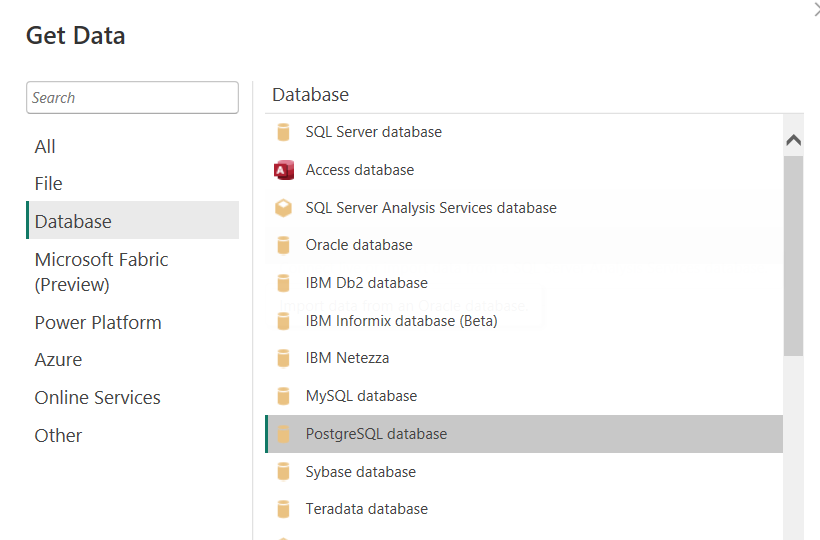 Get Data
Search
All
File
Database
Microsoft Fabric
(Preview)
Power Platform
Azure
Online Services
Other
Database
SQL Server database
Access database
SQL Server Analysis Services database
Oracle database
IBM Db2 database
Import data from an Oracle database.
IBM Informix database (Beta)
IBM Netezza
MySQL database
PostgreSQL database
Sybase database
Teradata database